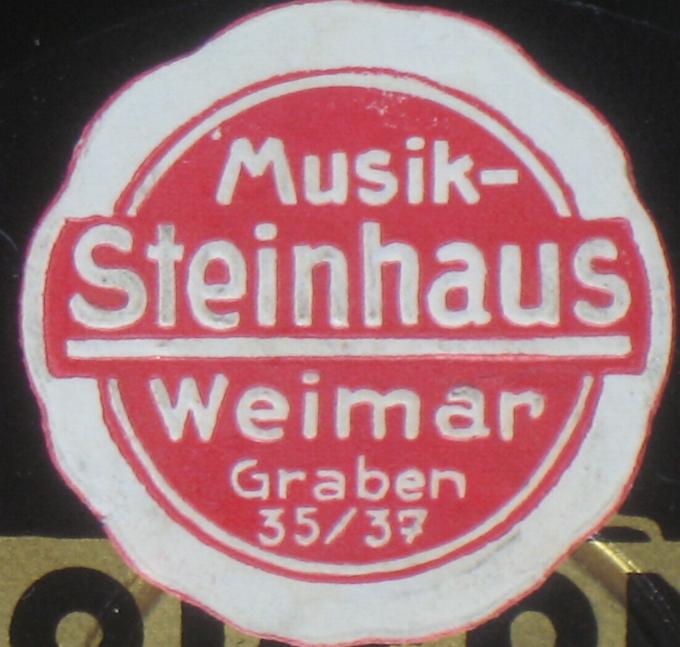 Musik-
Steinhaus
Weimar
Graben
35/37